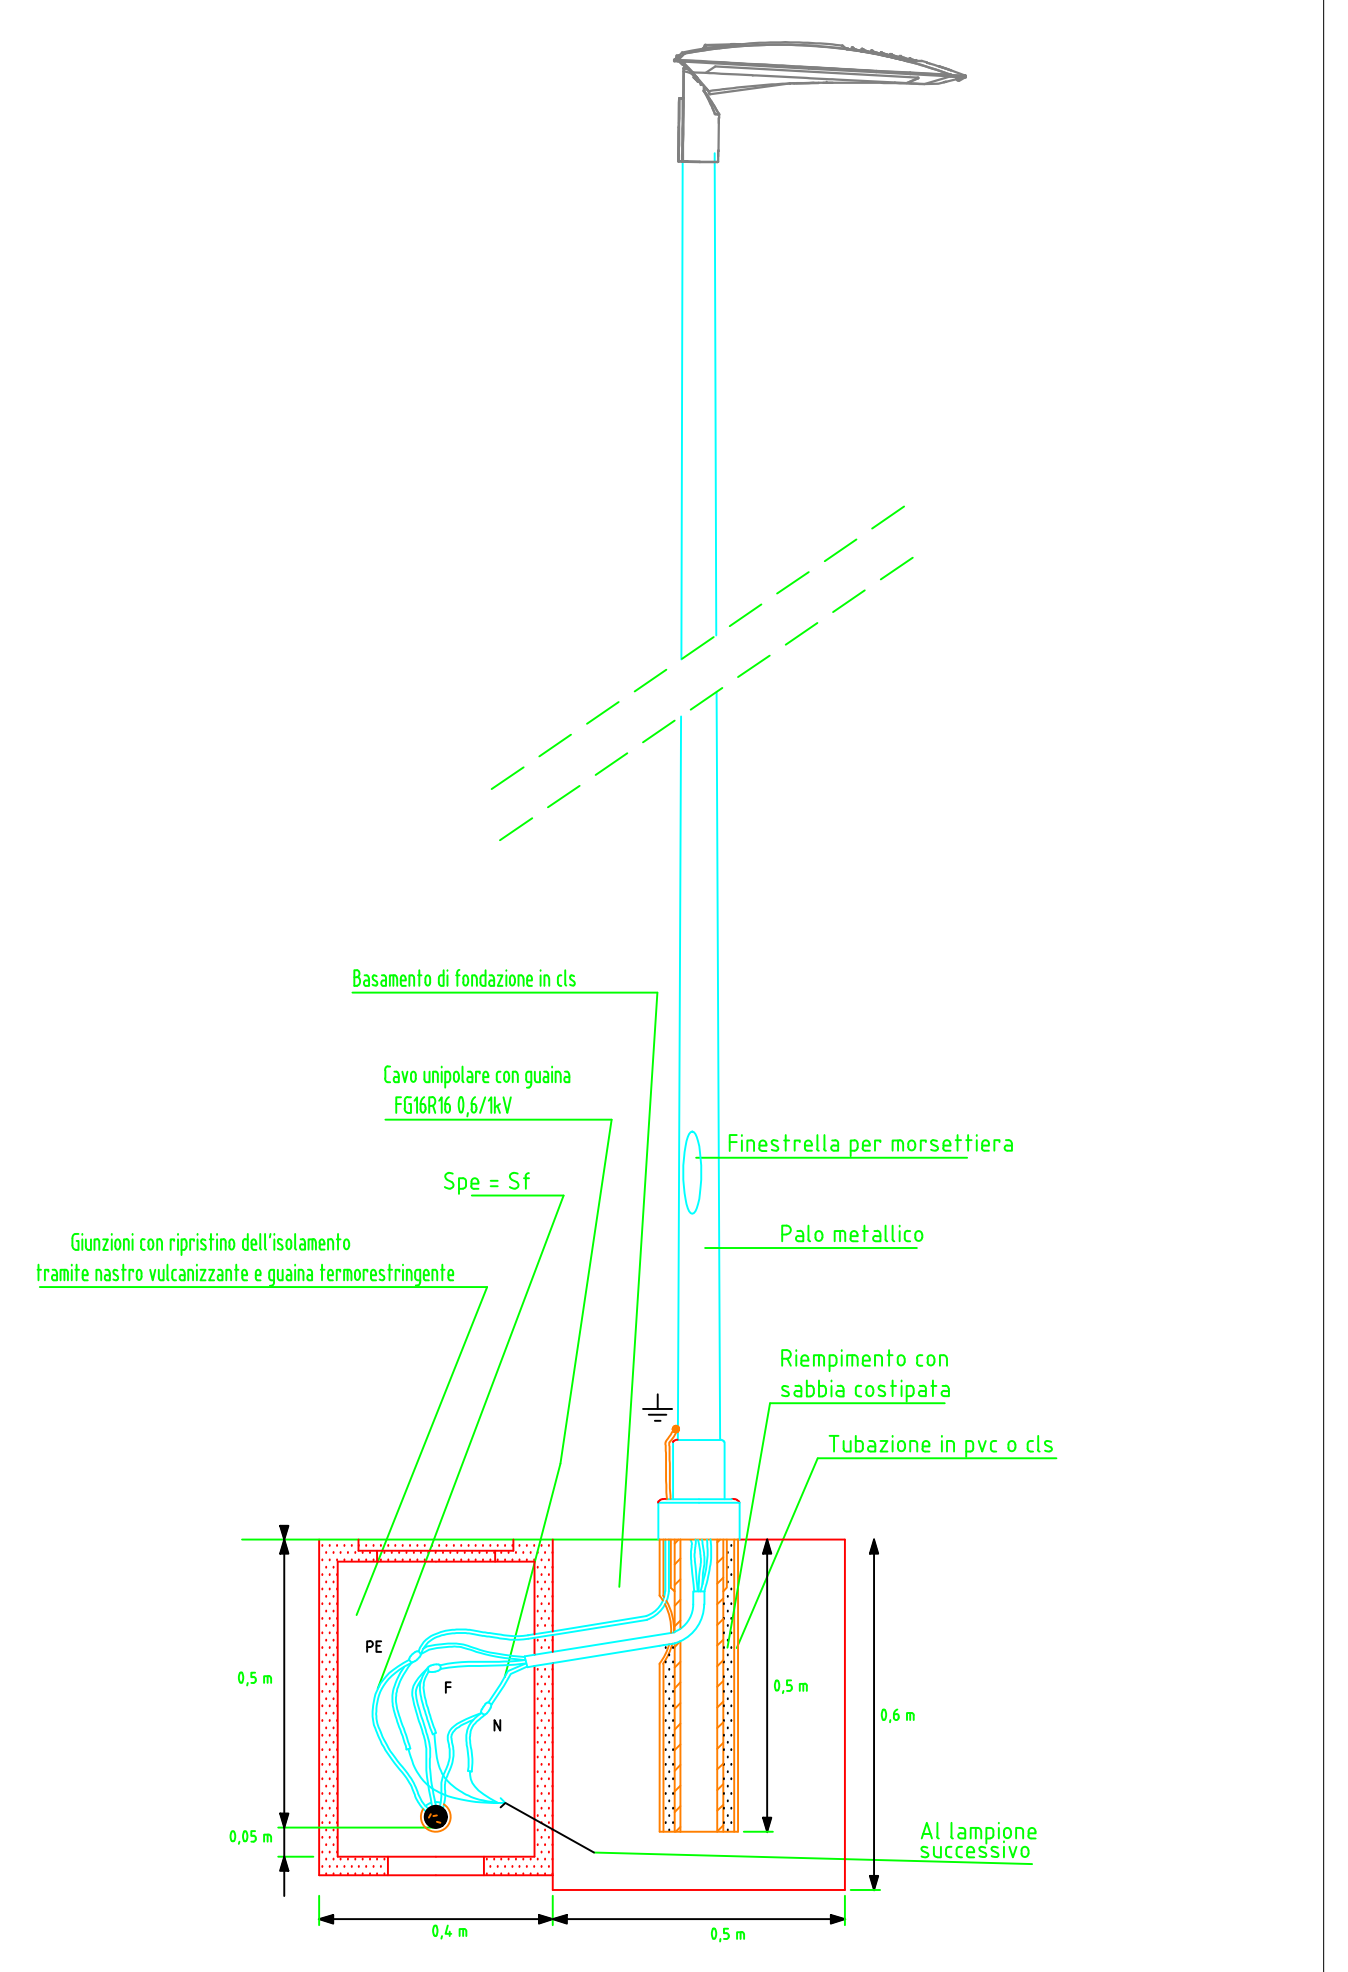 Basamento di fondazione in cls
Cavo unipolare con guaina
FG16R16 0,6/1kV
Finestrella per morsettiera
Spe = Sf
Palo metallico
Giunzioni con ripristino dell'isolamento
tramite nastro vulcanizzante e guaina termorestringente
Riempimento con
sabbia costipata
Tubazione in pvc o cls
PE
F
N
0,5 m
0,5 m
0,6 m
0,05 m
Al lampione
successivo
0,4 m
0,5 m